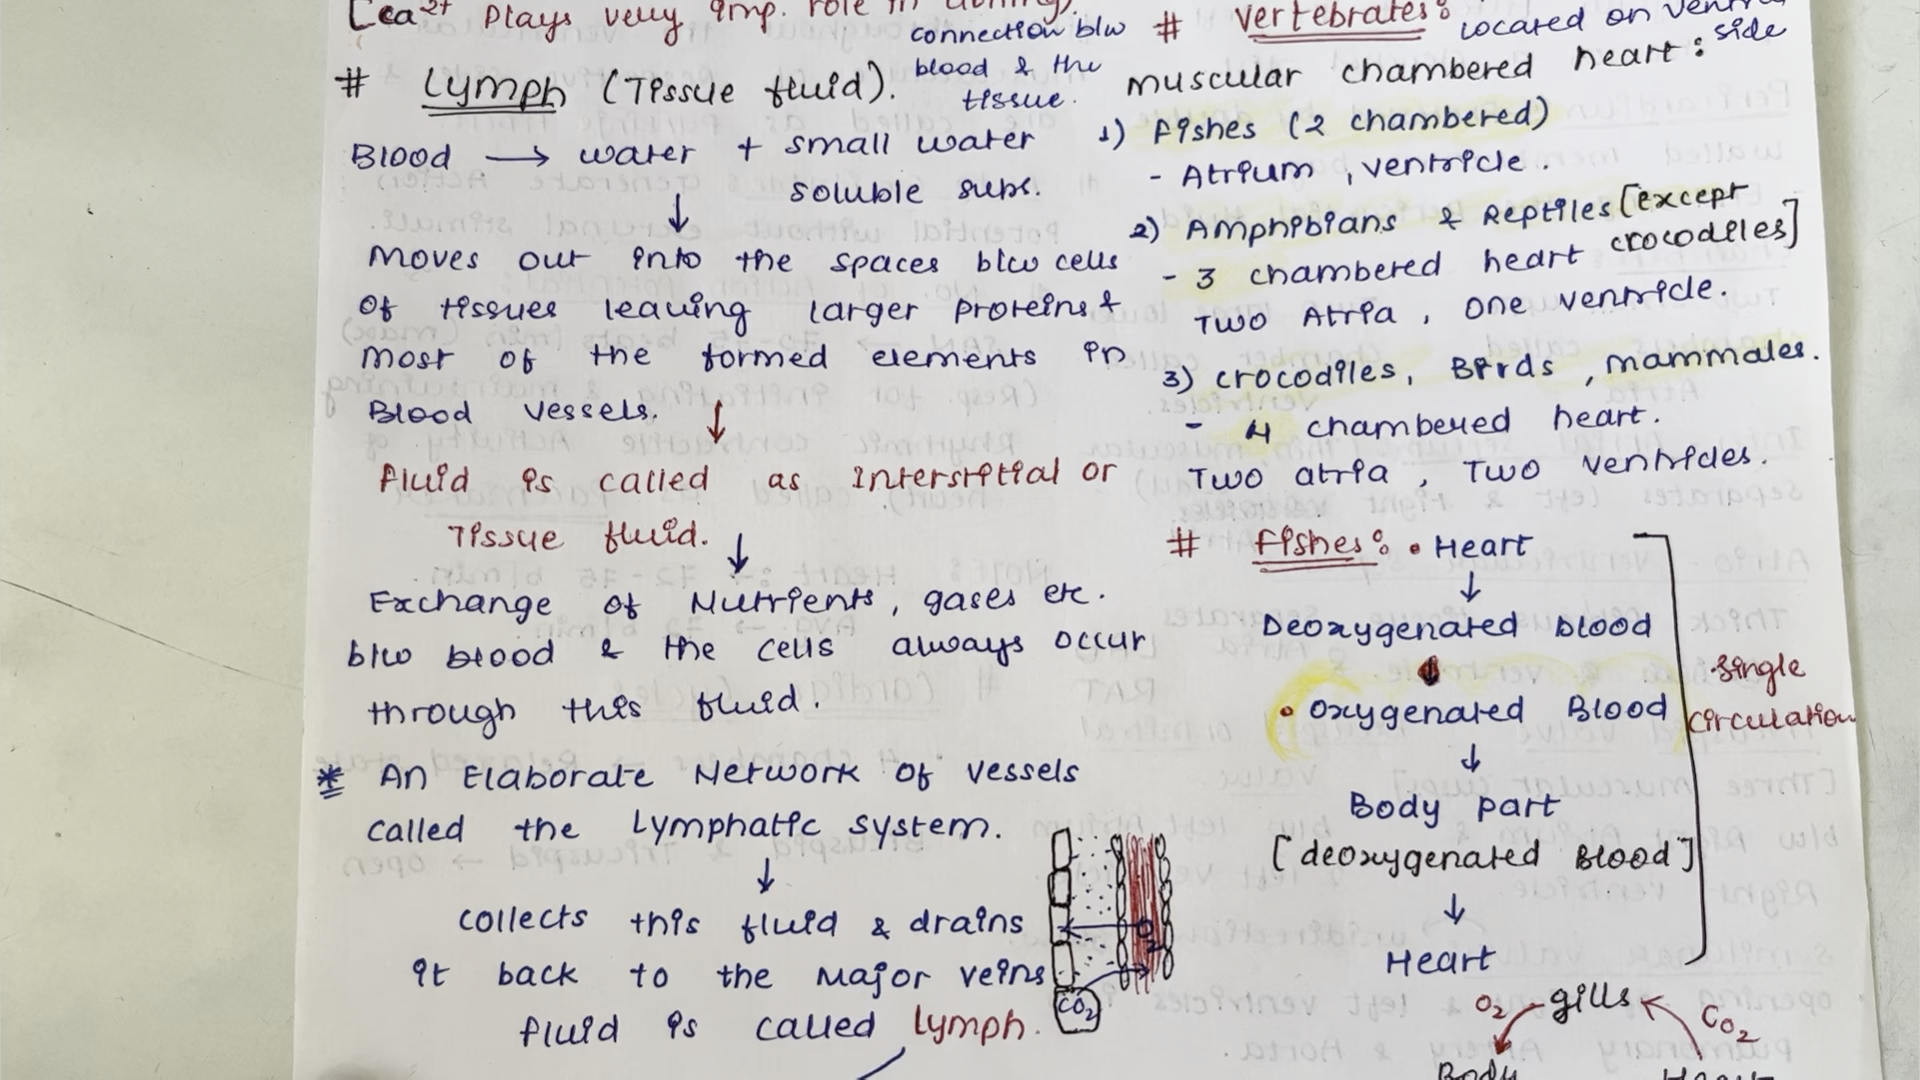 [Ca2+ Plays very imp. role in clotting].
# Lymph (Tissue fluid).
connection b/w
blood & the
tissue.
Blood → water + small water
soluble subs.
↓
Moves out into the spaces b/w cells
of tissues leaving larger proteins &
most of the formed elements in
Blood vessels. ↓
fluid is called as Interstitial or
Tissue fluid. ↓
Exchange of Nutrients, gases etc.
b/w blood & the cells always occur
through this fluid.
* An Elaborate Network of vessels
called the Lymphatic system.
↓
collects this fluid & drains
it back to the Major veins
fluid is called lymph.
O2
CO2
# Vertebrates: Located on ventral
side
muscular chambered heart:
1) Fishes (2 chambered)
- Atrium, ventricle.
2) Amphibians & Reptiles [except
crocodiles]
- 3 chambered heart
Two Atria, one ventricle.
3) crocodiles, Birds, mammales.
- 4 chambered heart.
Two atria, Two ventricles.
# Fishes: • Heart
↓
Deoxygenated blood
↓
• Oxygenated Blood
↓
Body part
[deoxygenated Blood]
↓
Heart
single
circulation
O2 gills CO2
Body Heart